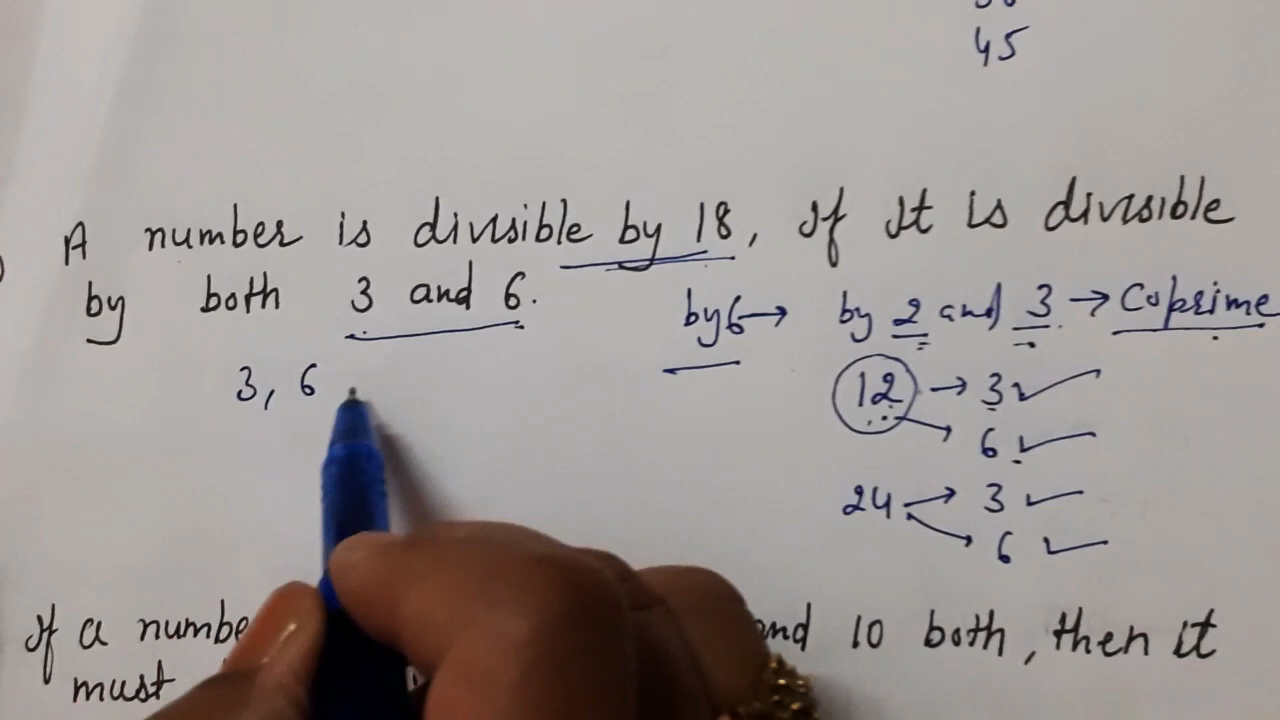 45
A number is divisible by 18, If It is divisible
by both 3 and 6.
by 6 → by 2 and 3 → Coprime
3, 6
12 → 3 ✓
6 ✓
24 → 3 ✓
6 ✓
If a numbe and 10 both, then it
must